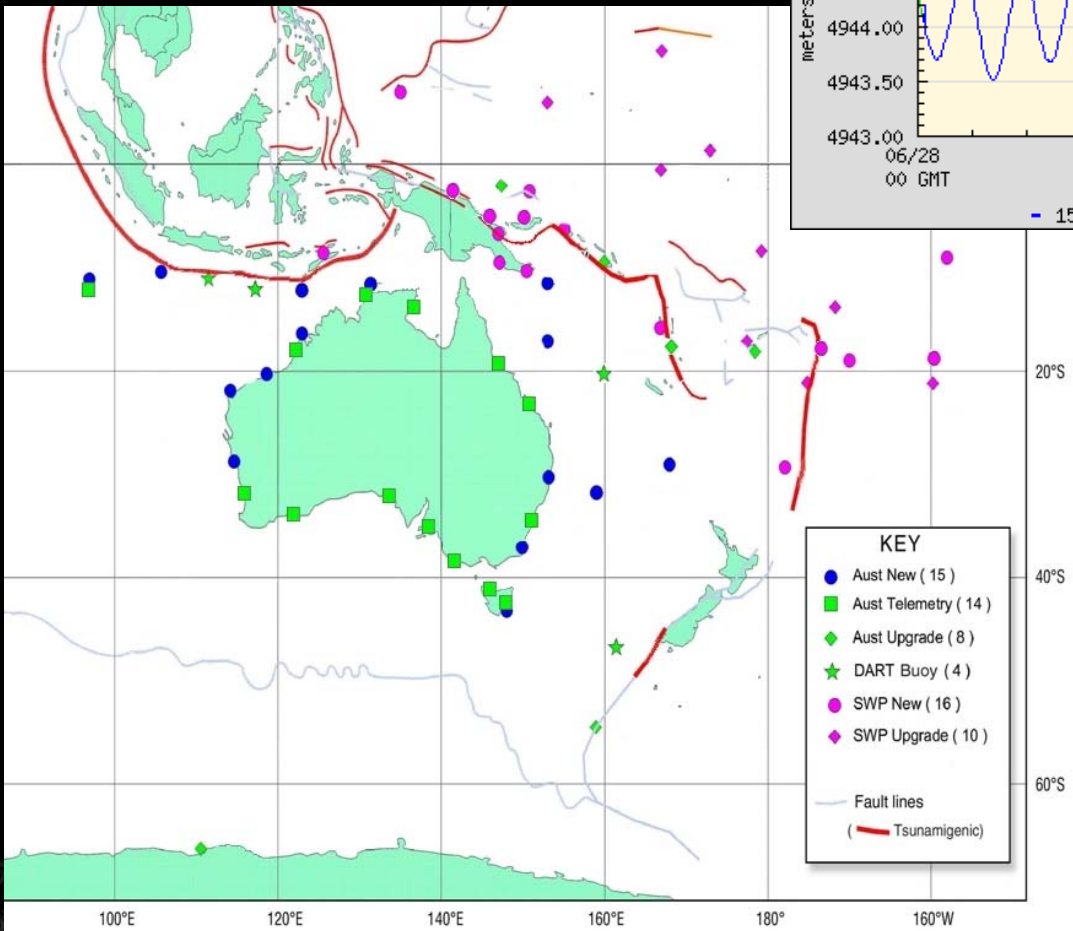 meters
4944.00
4943.50
4943.00
06/28
00 GMT
15
20°S
40°S
60°S
KEY
Aust New ( 15 )
Aust Telemetry ( 14 )
Aust Upgrade ( 8 )
DART Buoy ( 4 )
SWP New ( 16 )
SWP Upgrade ( 10 )
Fault lines
( Tsunamigenic)
100°E
120°E
140°E
160°E
180°
160°W